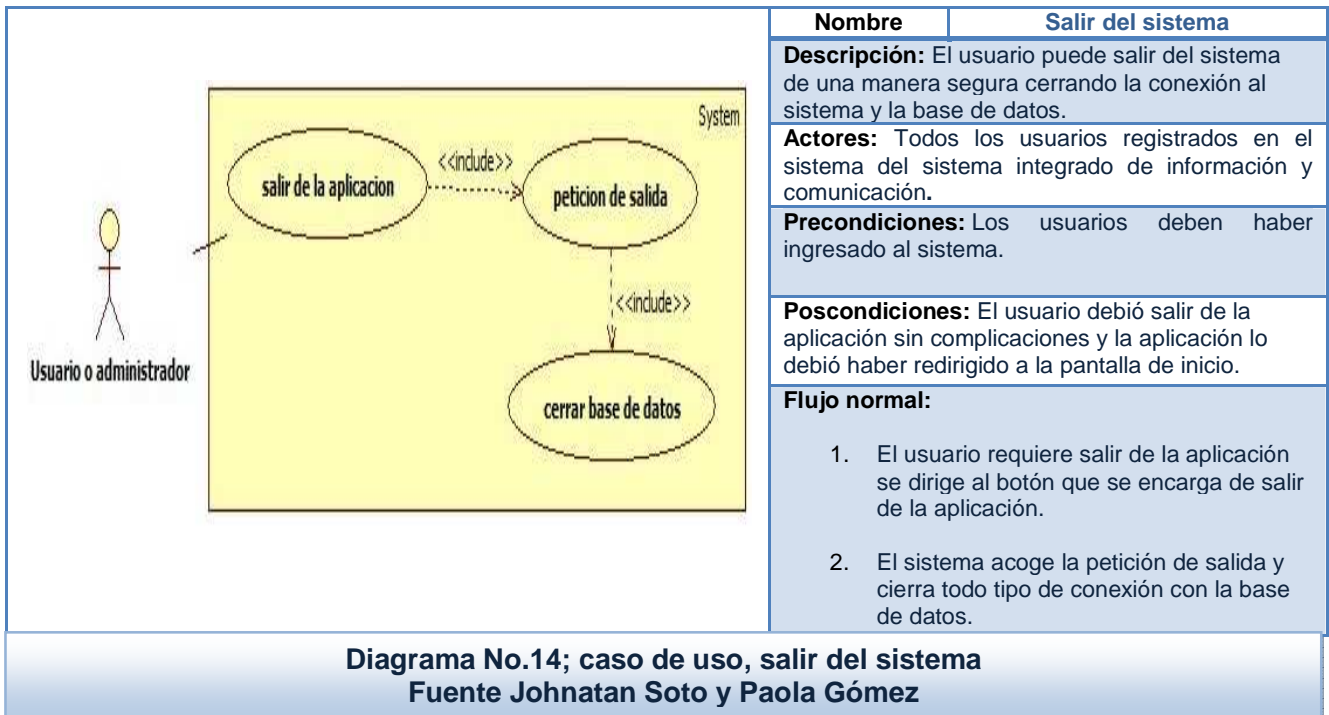 System
salir de la aplicacion
<<include>>
peticion de salida
<<include>>
cerrar base de datos
Usuario o administrador
Nombre Salir del sistema
Descripción: El usuario puede salir del sistema
de una manera segura cerrando la conexión al
sistema y la base de datos.
Actores: Todos los usuarios registrados en el
sistema del sistema integrado de información y
comunicación.
Precondiciones: Los usuarios deben haber
ingresado al sistema.
Poscondiciones: El usuario debió salir de la
aplicación sin complicaciones y la aplicación lo
debió haber redirigido a la pantalla de inicio.
Flujo normal:
1. El usuario requiere salir de la aplicación
se dirige al botón que se encarga de salir
de la aplicación.
2. El sistema acoge la petición de salida y
cierra todo tipo de conexión con la base
de datos.
Diagrama No.14; caso de uso, salir del sistema
Fuente Johnatan Soto y Paola Gómez